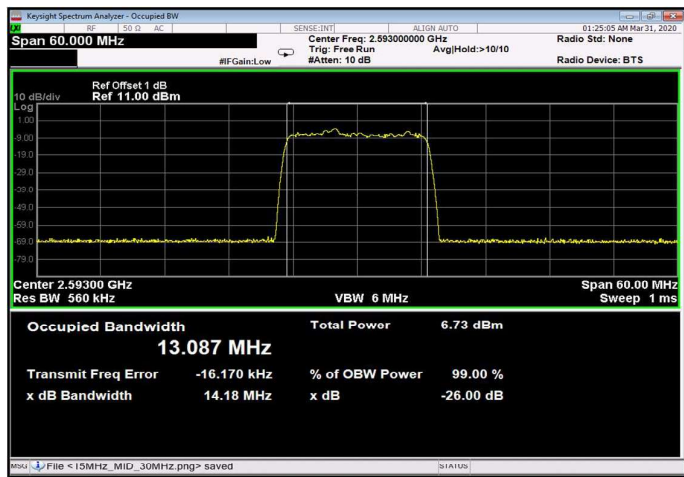 Keysight Spectrum Analyzer - Occupied BW
LXI RF 50 Ω AC SENSE:INT ALIGN AUTO 01:25:05 AM Mar 31, 2020
Span 60.000 MHz Center Freq: 2.593000000 GHz Radio Std: None
Trig: Free Run Avg|Hold:>10/10
#IFGain:Low #Atten: 10 dB Radio Device: BTS
Ref Offset 1 dB
10 dB/div Ref 11.00 dBm
Log
1.00
-9.00
-19.0
-29.0
-39.0
-49.0
-59.0
-69.0
-79.0
Center 2.59300 GHz Span 60.00 MHz
Res BW 560 kHz VBW 6 MHz Sweep 1 ms
Occupied Bandwidth Total Power 6.73 dBm
13.087 MHz
Transmit Freq Error -16.170 kHz % of OBW Power 99.00 %
x dB Bandwidth 14.18 MHz x dB -26.00 dB
MSG File <15MHz_MID_30MHz.png> saved STATUS